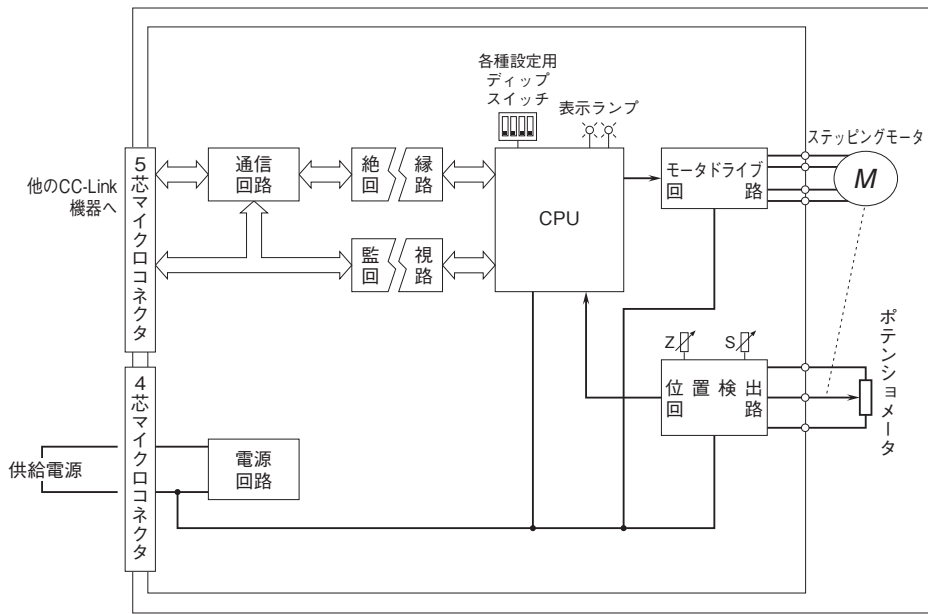 各種設定用
ディップ
スイッチ
表示ランプ
ステッピングモータ
5芯マイクロコネクタ
他のCC-Link
機器へ
通信
回路
絶縁
回路
CPU
モータドライブ
回路
M
監視
回路
ポテンショメータ
Z
S
位置検出
回路
4芯マイクロコネクタ
供給電源
電源
回路